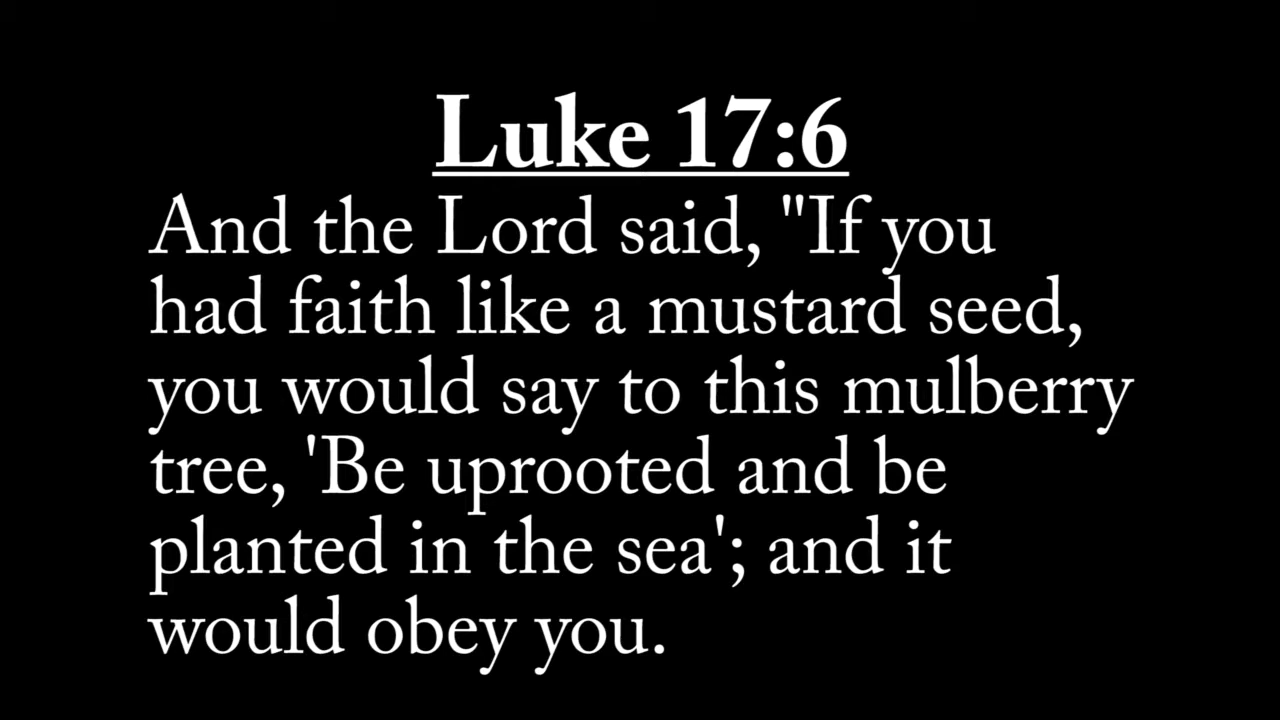 Luke 17:6
And the Lord said, "If you
had faith like a mustard seed,
you would say to this mulberry
tree, 'Be uprooted and be
planted in the sea'; and it
would obey you.